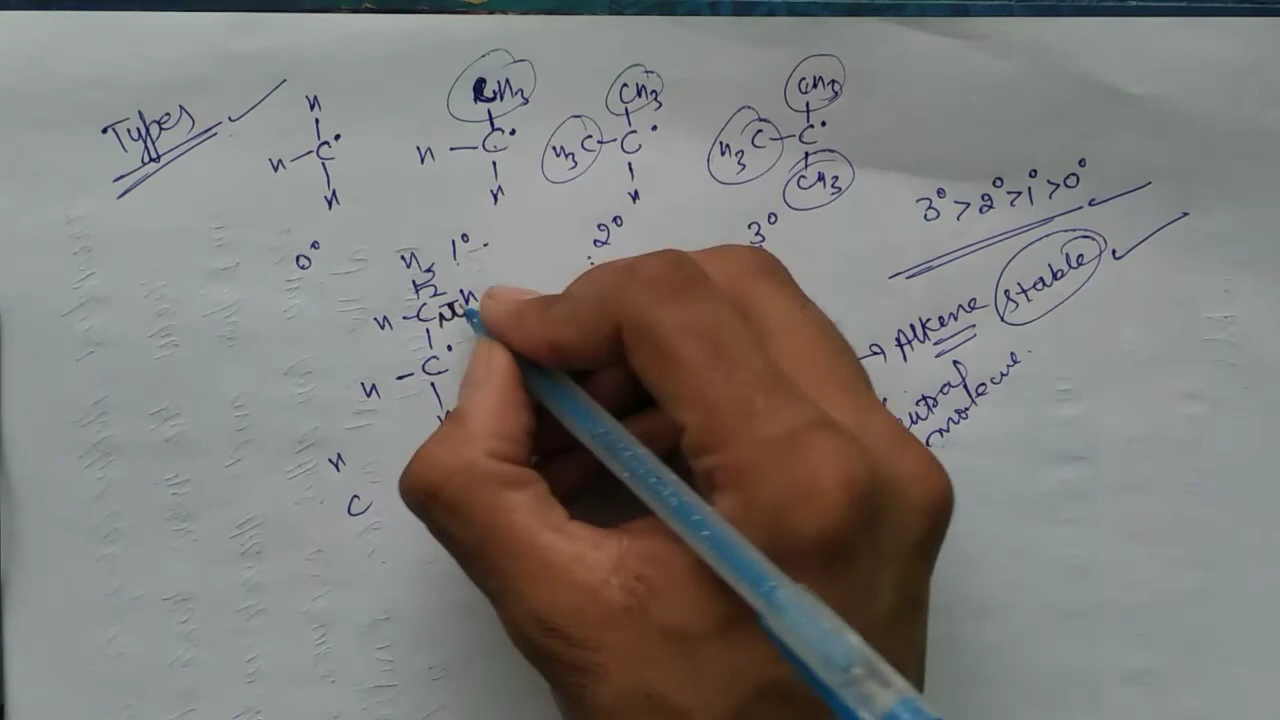 Types
H
H – C•
H
CH3
H – C•
H
CH3
H3C – C•
H
CH3
H3C – C•
CH3
0°
1°
2°
3°
3° > 2° > 1° > 0°
→ Alkene stable
molecule.
H
H – C H
H – C•
H
C